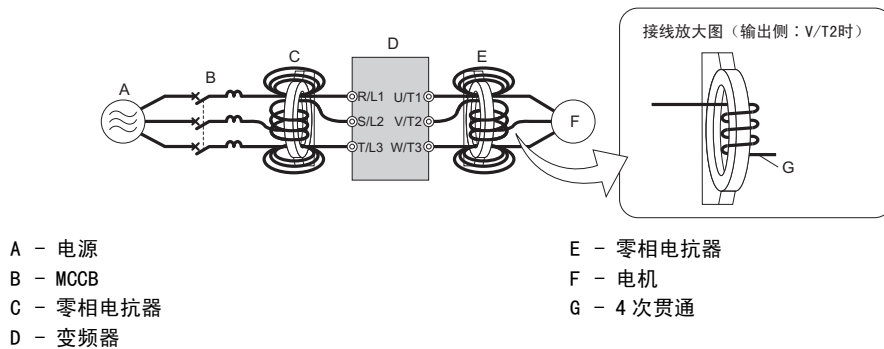 接线放大图（输出侧：V/T2时）
A
B
C
D
E
F
G
R/L1 U/T1
S/L2 V/T2
T/L3 W/T3
A － 电源
B － MCCB
C － 零相电抗器
D － 变频器
E － 零相电抗器
F － 电机
G － 4 次贯通